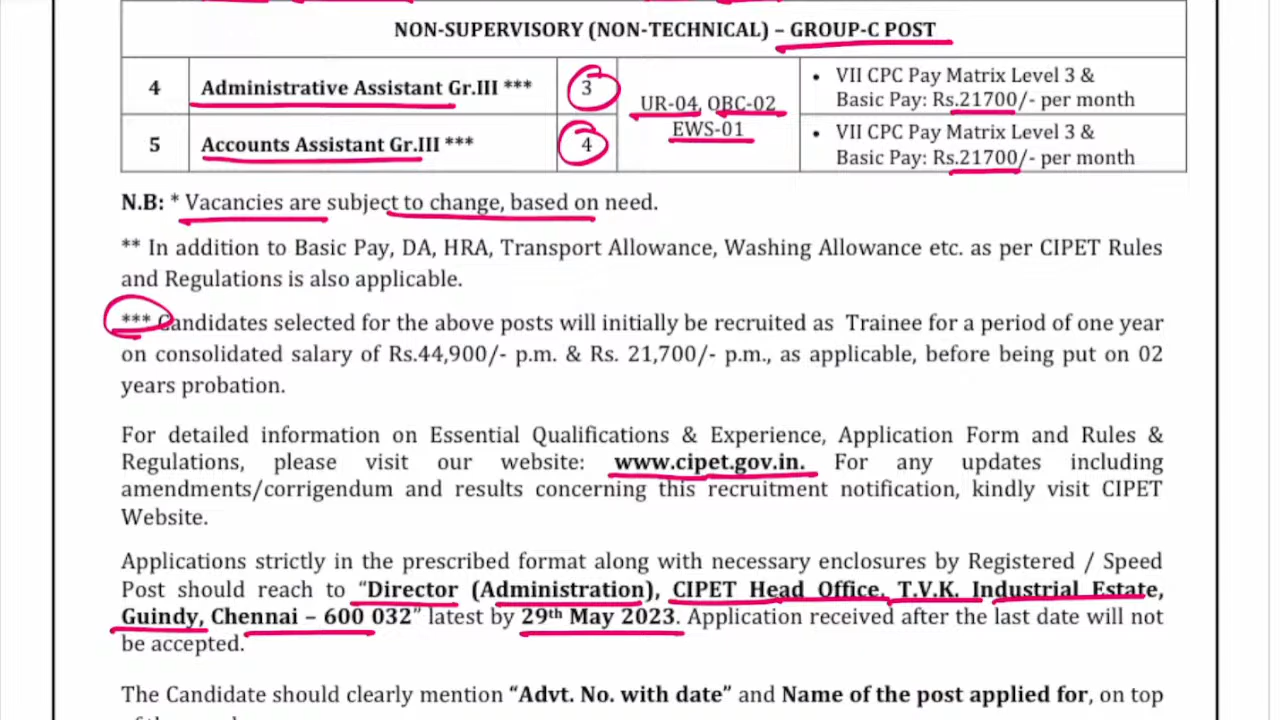 NON-SUPERVISORY (NON-TECHNICAL) – GROUP-C POST
4 Administrative Assistant Gr.III *** 3 UR-04, OBC-02 EWS-01 • VII CPC Pay Matrix Level 3 & Basic Pay: Rs.21700/- per month
5 Accounts Assistant Gr.III *** 4 • VII CPC Pay Matrix Level 3 & Basic Pay: Rs.21700/- per month
N.B: * Vacancies are subject to change, based on need.
** In addition to Basic Pay, DA, HRA, Transport Allowance, Washing Allowance etc. as per CIPET Rules
and Regulations is also applicable.
*** Candidates selected for the above posts will initially be recruited as Trainee for a period of one year
on consolidated salary of Rs.44,900/- p.m. & Rs. 21,700/- p.m., as applicable, before being put on 02
years probation.
For detailed information on Essential Qualifications & Experience, Application Form and Rules &
Regulations, please visit our website: www.cipet.gov.in. For any updates including
amendments/corrigendum and results concerning this recruitment notification, kindly visit CIPET
Website.
Applications strictly in the prescribed format along with necessary enclosures by Registered / Speed
Post should reach to “Director (Administration), CIPET Head Office, T.V.K. Industrial Estate,
Guindy, Chennai – 600 032” latest by 29th May 2023. Application received after the last date will not
be accepted.
The Candidate should clearly mention “Advt. No. with date” and Name of the post applied for, on top